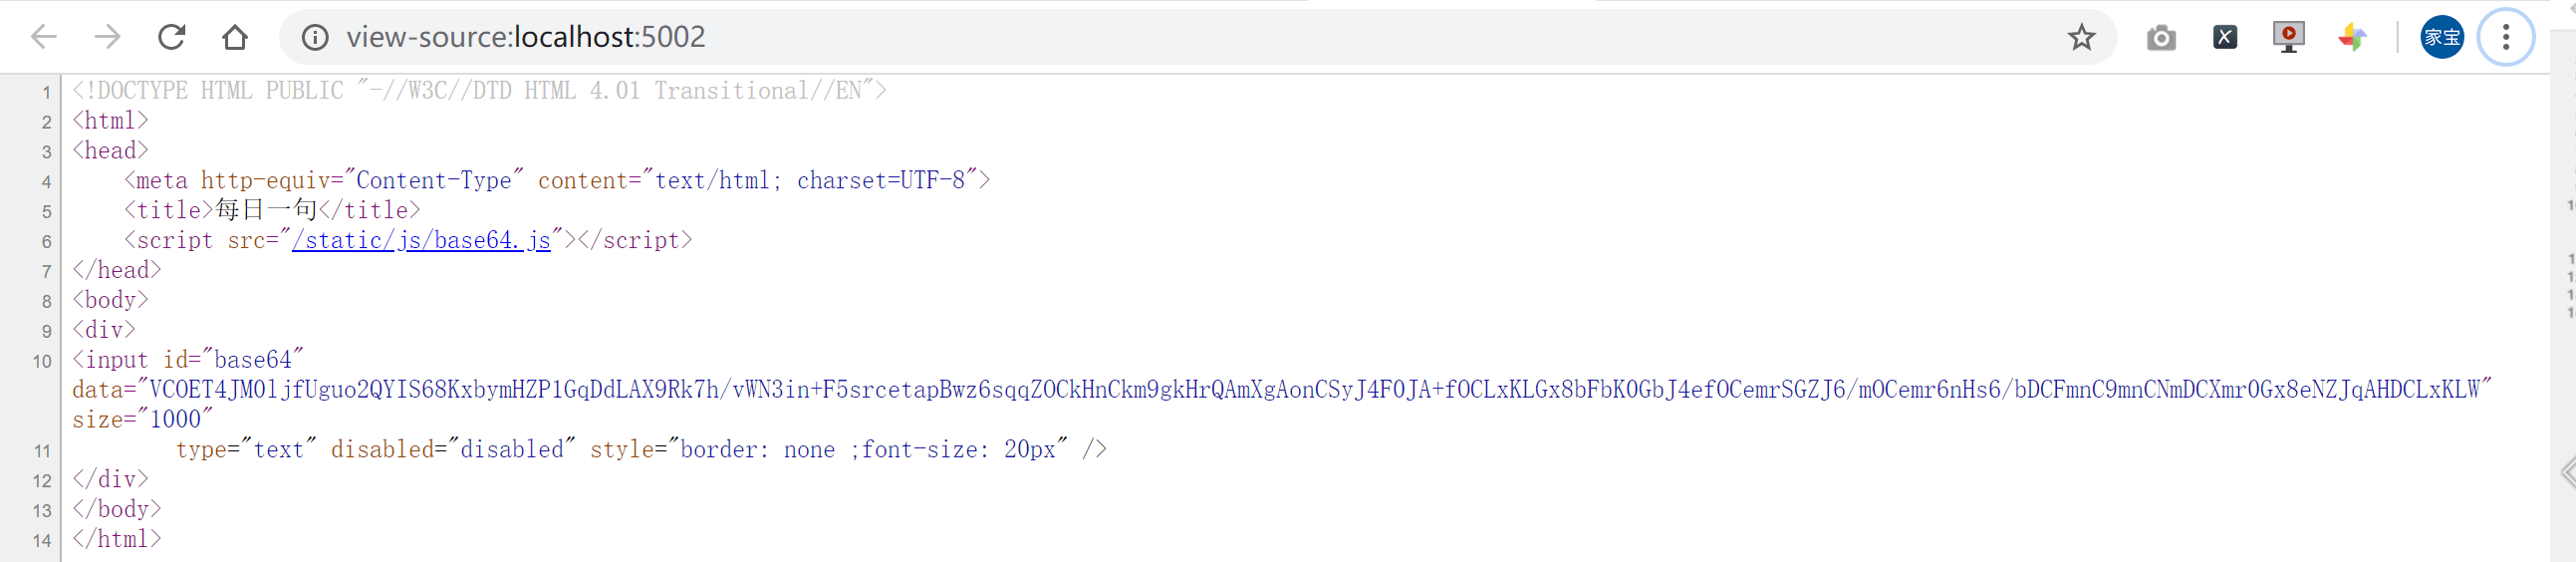 view-source:localhost:5002
家宝
1 <!DOCTYPE HTML PUBLIC "-//W3C//DTD HTML 4.01 Transitional//EN">
2 <html>
3 <head>
4 <meta http-equiv="Content-Type" content="text/html; charset=UTF-8">
5 <title>每日一句</title>
6 <script src="/static/js/base64.js"></script>
7 </head>
8 <body>
9 <div>
10 <input id="base64"
data="VCOET4JMOljfUguo2QYIS68KxbymHZP1GqDdLAX9Rk7h/vWN3in+F5srcetapBwz6sqqZOCkHnCkm9gkHrQAmXgAonCSyJ4F0JA+fOCLxKLGx8bFbK0GbJ4efOCemrSGZJ6/mOCemr6nHs6/bDCFmnC9mnCNmDCXmr0Gx8eNZJqAHDCLxKLW"
size="1000"
11 type="text" disabled="disabled" style="border: none ;font-size: 20px" />
12 </div>
13 </body>
14 </html>